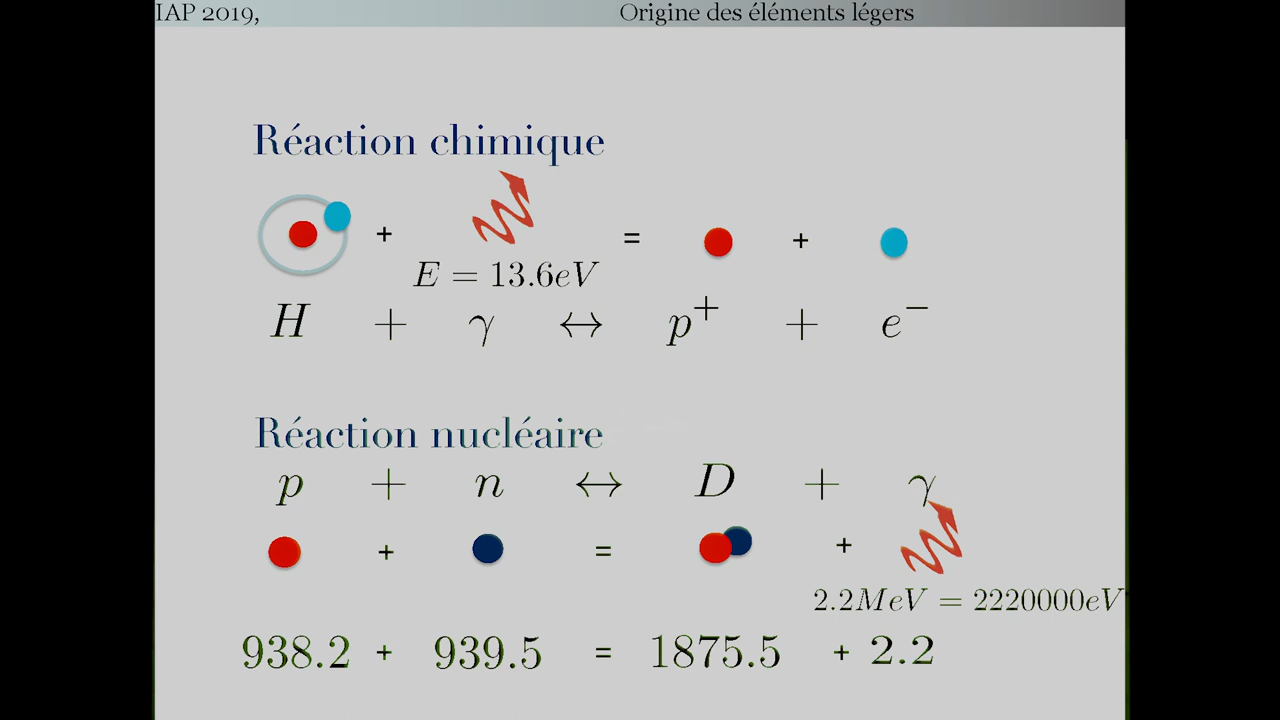 IAP 2019, Origine des éléments légers
Réaction chimique
+ = +
E = 13.6eV
H + γ ↔ p⁺ + e⁻
Réaction nucléaire
p + n ↔ D + γ
+ = +
2.2MeV = 2220000eV
938.2 + 939.5 = 1875.5 + 2.2